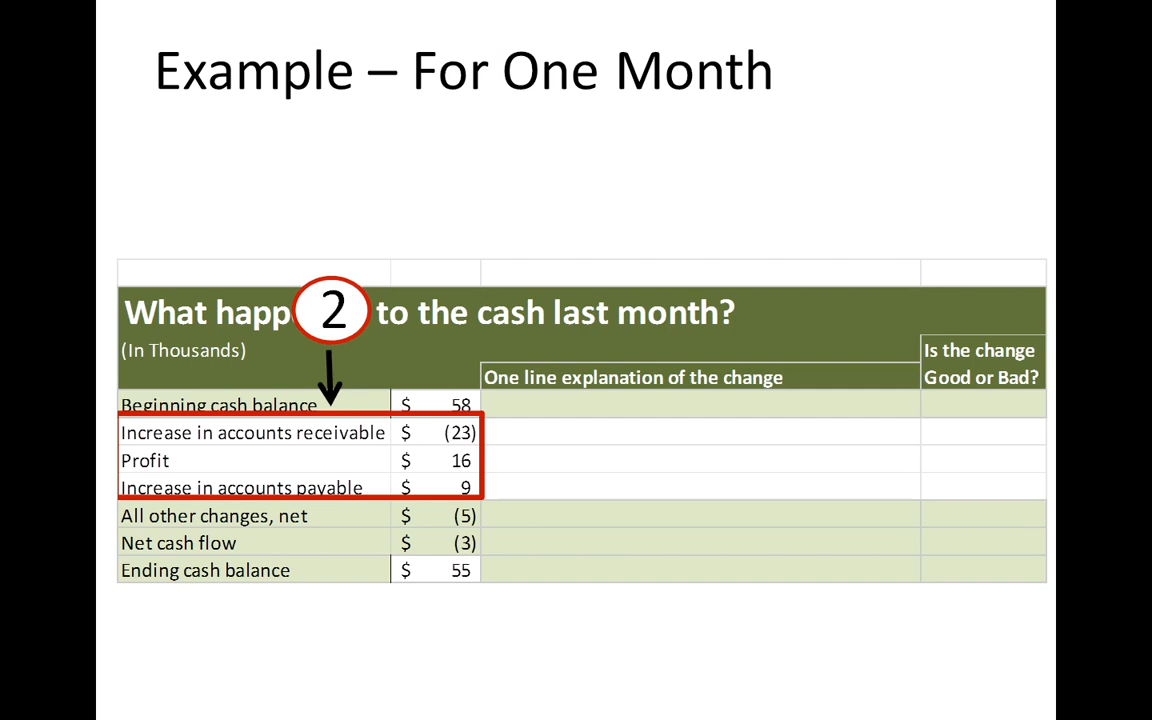 Example – For One Month
What happ 2 to the cash last month?
(In Thousands)
Is the change
One line explanation of the change Good or Bad?
Beginning cash balance $ 58
Increase in accounts receivable $ (23)
Profit $ 16
Increase in accounts payable $ 9
All other changes, net $ (5)
Net cash flow $ (3)
Ending cash balance $ 55